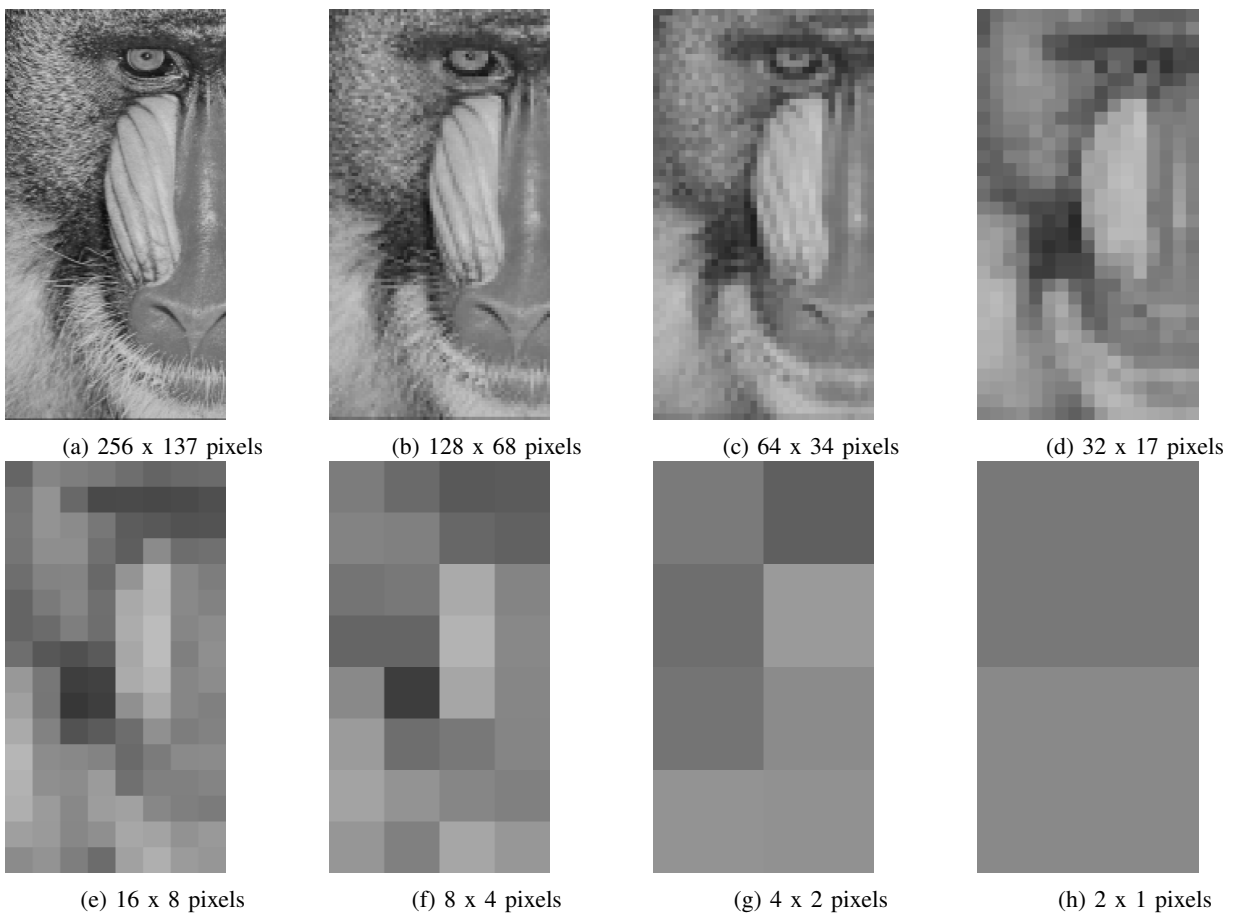 (a) 256 x 137 pixels
(b) 128 x 68 pixels
(c) 64 x 34 pixels
(d) 32 x 17 pixels
(e) 16 x 8 pixels
(f) 8 x 4 pixels
(g) 4 x 2 pixels
(h) 2 x 1 pixels